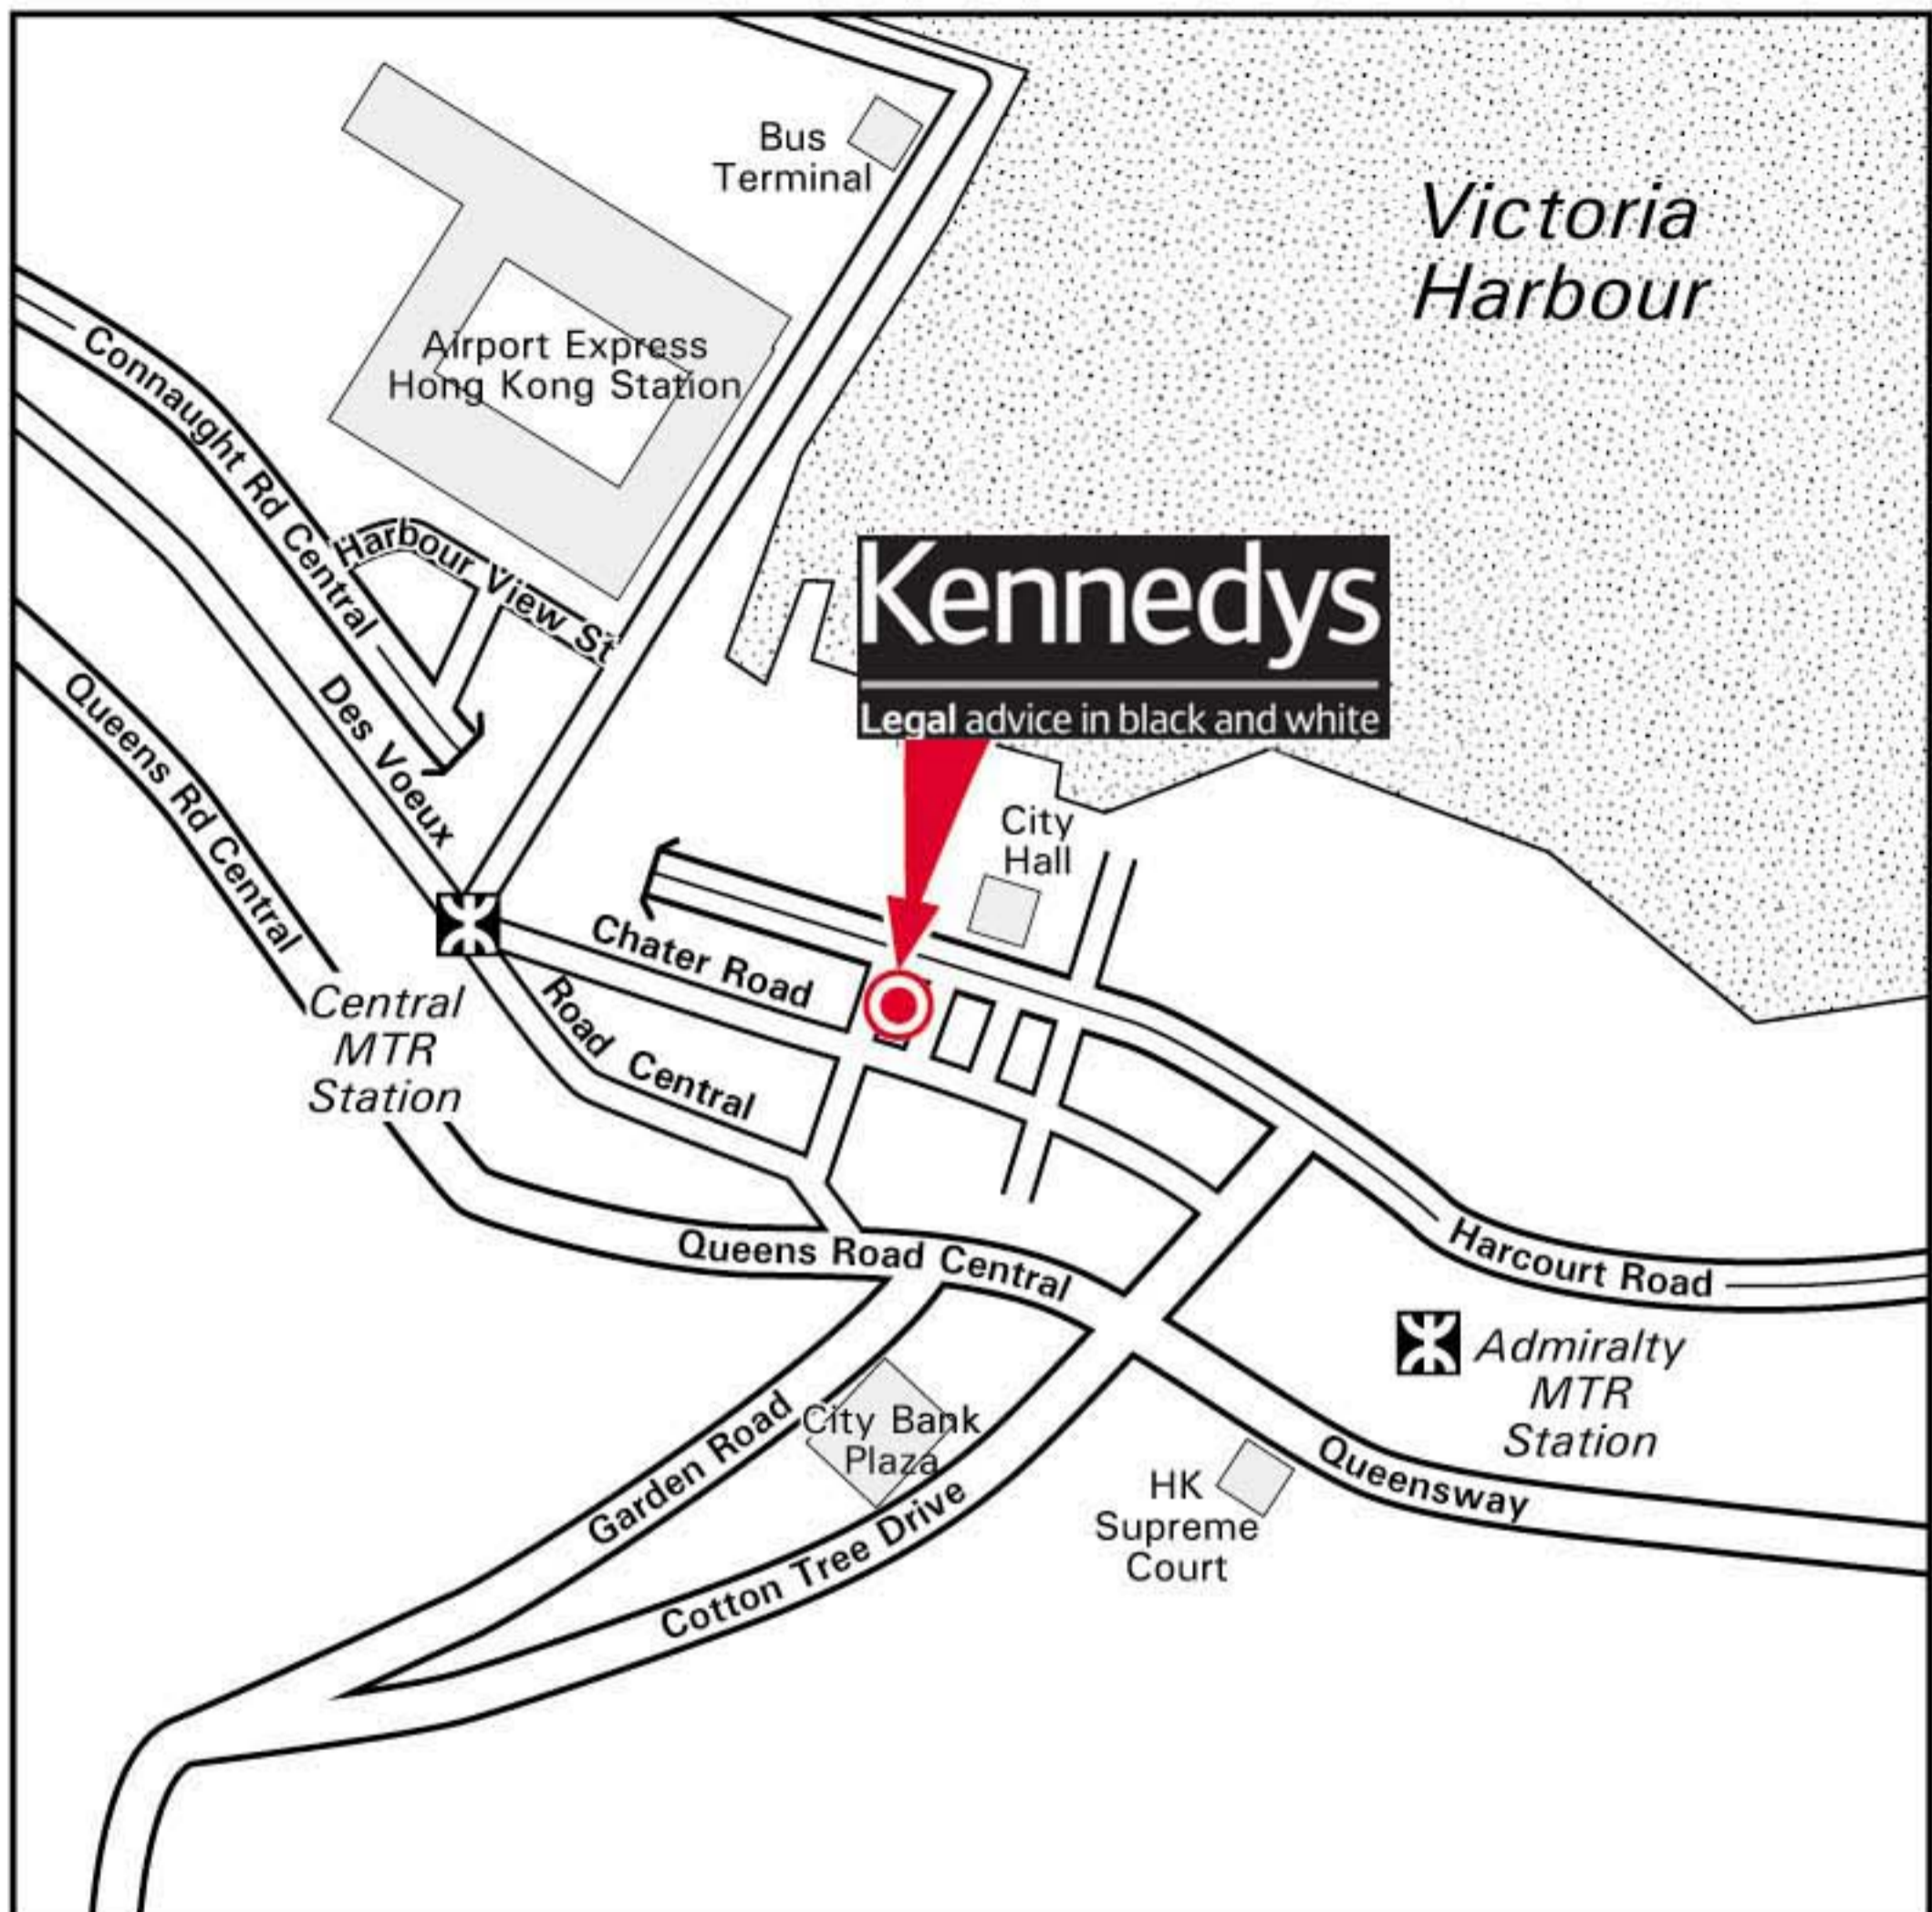 Bus
Terminal
Victoria
Harbour
Airport Express
Hong Kong Station
Connaught Rd Central
Harbour View St
Kennedys
Legal advice in black and white
Queens Rd Central
Des Voeux
City
Hall
Chater Road
Road Central
Central
MTR
Station
Queens Road Central
Harcourt Road
Admiralty
MTR
Station
City Bank
Plaza
Garden Road
Queensway
HK
Supreme
Court
Cotton Tree Drive